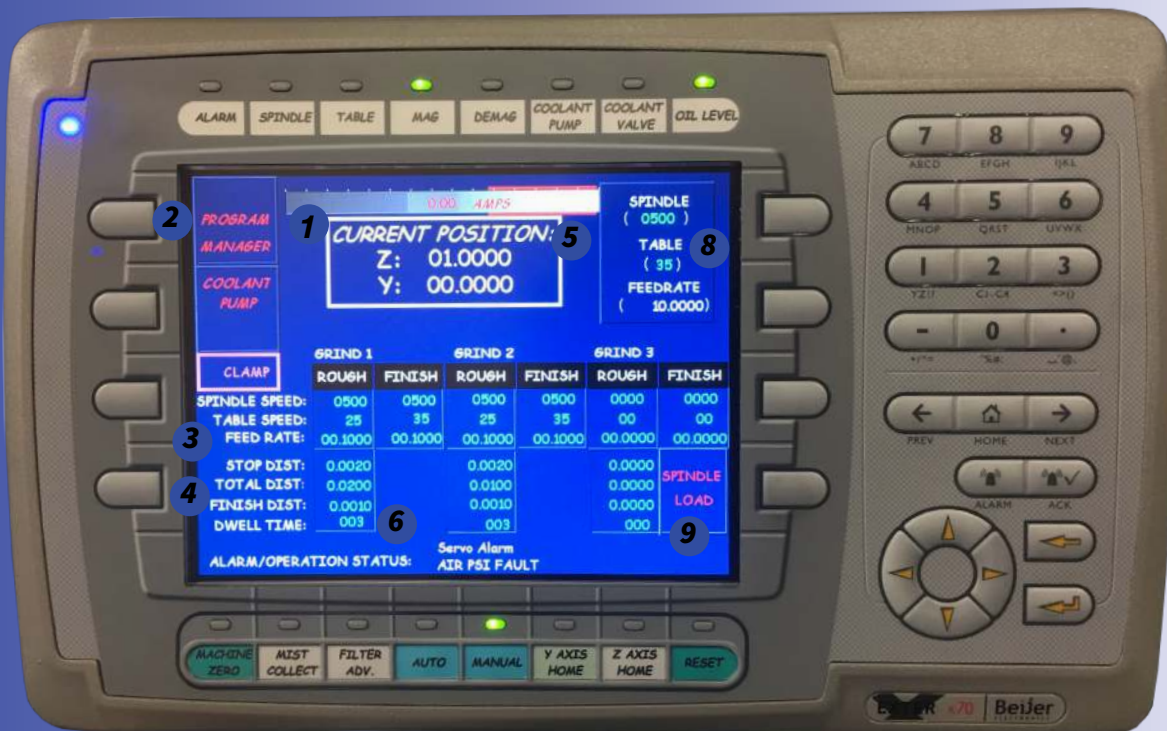 ALARM SPINDLE TABLE MAG DEMAG COOLANT PUMP COOLANT VALVE OIL LEVEL
PROGRAM
MANAGER
COOLANT
PUMP
CLAMP
0.00 AMPS
CURRENT POSITION:
Z: 01.0000
Y: 00.0000
SPINDLE
( 0500 )
TABLE
( 35 )
FEEDRATE
( 10.0000)
1
2
3
4
5
6
8
9
GRIND 1 GRIND 2 GRIND 3
ROUGH FINISH ROUGH FINISH ROUGH FINISH
SPINDLE SPEED: 0500 0500 0500 0500 0000 0000
TABLE SPEED: 25 35 25 35 00 00
FEED RATE: 00.1000 00.1000 00.1000 00.1000 00.0000 00.0000
STOP DIST: 0.0020 0.0020 0.0000
TOTAL DIST: 0.0200 0.0100 0.0000
FINISH DIST: 0.0010 0.0010 0.0000
DWELL TIME: 003 003 000
SPINDLE
LOAD
ALARM/OPERATION STATUS: Servo Alarm
AIR PSI FAULT
MACHINE ZERO MIST COLLECT FILTER ADV. AUTO MANUAL Y AXIS HOME Z AXIS HOME RESET
7 8 9
ABCD EFGH IJKL
4 5 6
MNOP QRST UVWX
1 2 3
- 0 .
PREV HOME NEXT
ALARM ACK
70 Beijer
ELECTRONICS